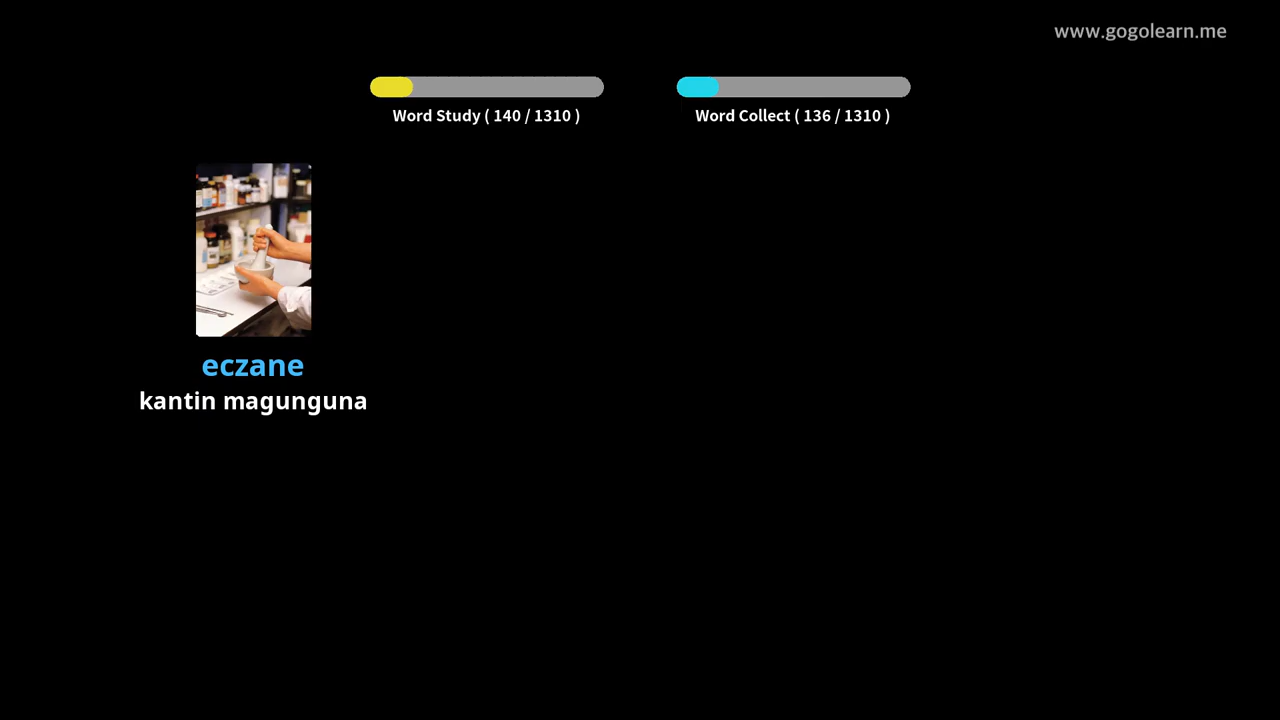 www.gogolearn.me
Word Study ( 140 / 1310 )
Word Collect ( 136 / 1310 )
eczane
kantin magunguna